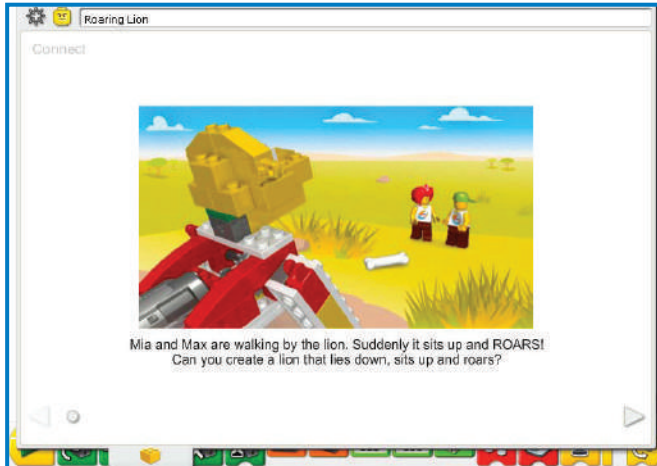 Roaring Lion
Connect
Mia and Max are walking by the lion. Suddenly it sits up and ROARS!
Can you create a lion that lies down, sits up and roars?